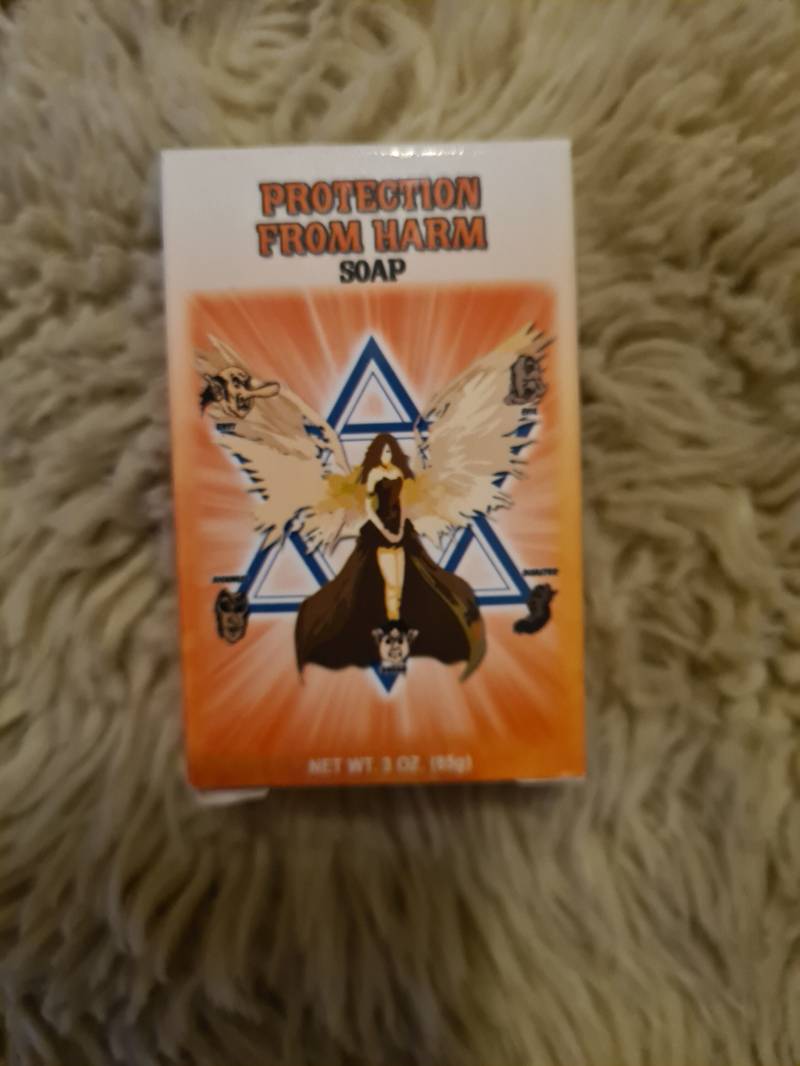 PROTECTION
FROM HARM
SOAP
NET WT. 3 OZ. (85g)